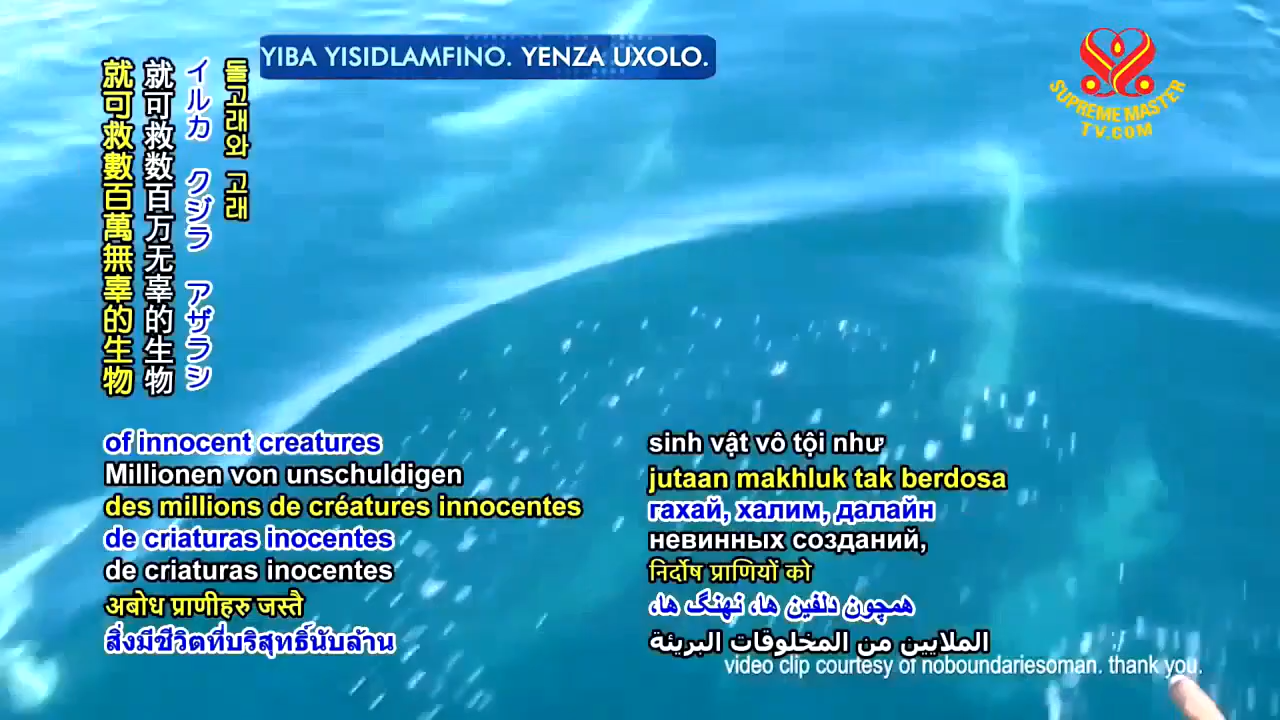 YIBA YISIDLAMFINO. YENZA UXOLO.
SUPREME MASTER
TV.COM
돌고래와 고래
イルカ クジラ アザラシ
就可救数百万无辜的生物
就可救數百萬無辜的生物
of innocent creatures
Millionen von unschuldigen
des millions de créatures innocentes
de criaturas inocentes
de criaturas inocentes
अबोध प्राणीहरु जस्तै
สิ่งมีชีวิตที่บริสุทธิ์นับล้าน
sinh vật vô tội như
jutaan makhluk tak berdosa
гахай, халим, далайн
невинных созданий,
निर्दोष प्राणियों को
همچون دلفین ها، نهنگ ها،
الملايين من المخلوقات البريئة
video clip courtesy of noboundariesoman. thank you.